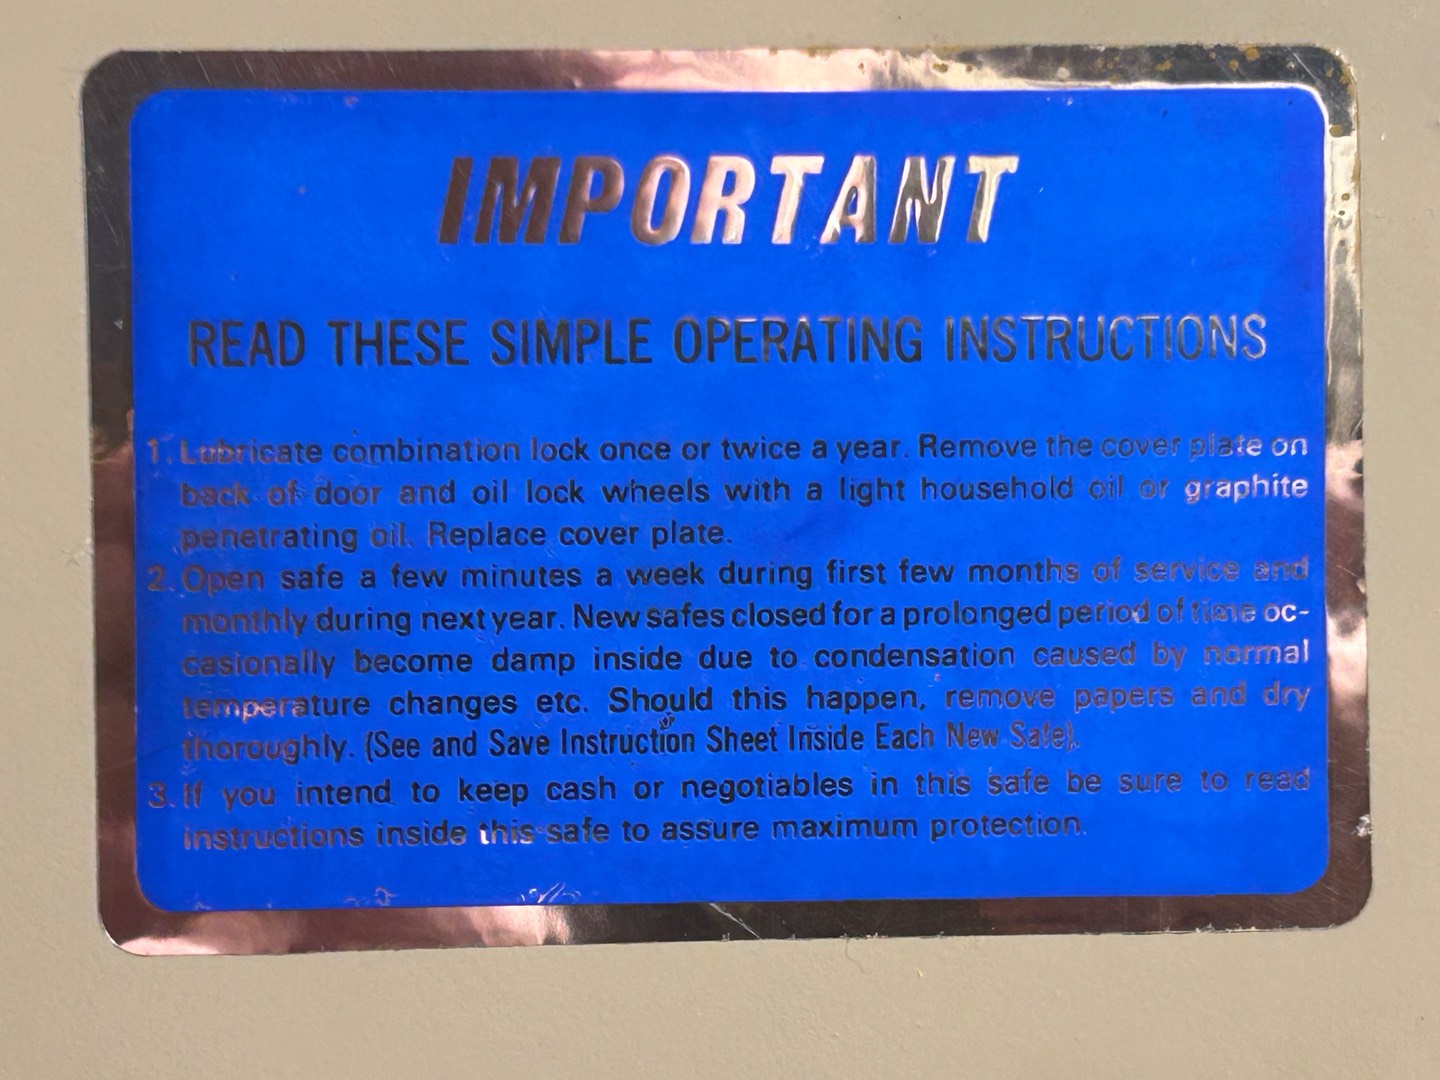 IMPORTANT
READ THESE SIMPLE OPERATING INSTRUCTIONS
1. Lubricate combination lock once or twice a year. Remove the cover plate on
back of door and oil lock wheels with a light household oil or graphite
penetrating oil. Replace cover plate.
2. Open safe a few minutes a week during first few months of service and
monthly during next year. New safes closed for a prolonged period of time oc-
casionally become damp inside due to condensation caused by normal
temperature changes etc. Should this happen, remove papers and dry
thoroughly. (See and Save Instruction Sheet Inside Each New Safe).
3. If you intend to keep cash or negotiables in this safe be sure to read
instructions inside this safe to assure maximum protection.